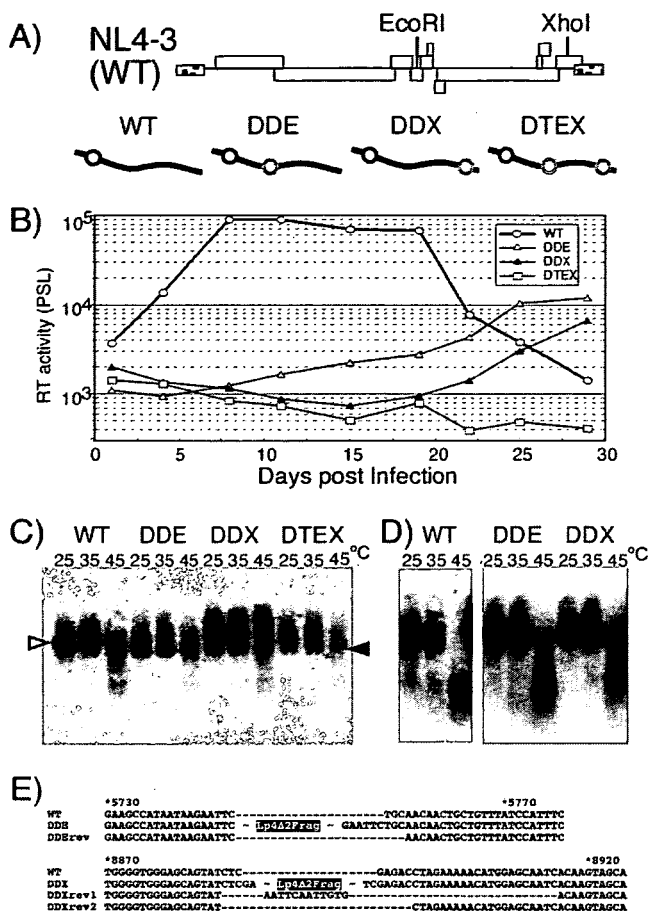 A)
NL4-3
(WT)
EcoRI
XhoI
WT DDE DDX DTEX
B)
10^5
10^4
10^3
RT activity (PSL)
WT
DDE
DDX
DTEX
0 5 10 15 20 25 30
Days post Infection
C) WT DDE DDX DTEX
25 35 45 25 35 45 25 35 45 25 35 45 °C
D) WT DDE DDX
25 35 45 25 35 45 25 35 45
E)
*5730 *5770
WT GAAGCCATAATAAGAATTC-----------------------TGCAACAACTGCTGTTTATCCATTTC
DDE GAAGCCATAATAAGAATTC ~ Lp4Δ2Frag ~ GAATTCTGCAACAACTGCTGTTTATCCATTTC
DDErev GAAGCCATAATAAGAATTC--------------------------AACAACTGCTGTTTATCCATTTC
*8870 *8920
WT TGGGGTGGGAGCAGTATCTC--------------------GAGACCTAGAAAAACATGGAGCAATCACAAGTAGCA
DDX TGGGGTGGGAGCAGTATCTCGA ~ Lp4Δ2Frag ~ TCGAGACCTAGAAAAACATGGAGCAATCACAAGTAGCA
DDXrev1 TGGGGTGGGAGCAGTAT------AATTCAATTGTG-----------------------------------GTAGCA
DDXrev2 TGGGGTGGGAGCAGTAT----------------------------CTAGAAAAACATGGAGCAATCACAAGTAGCA